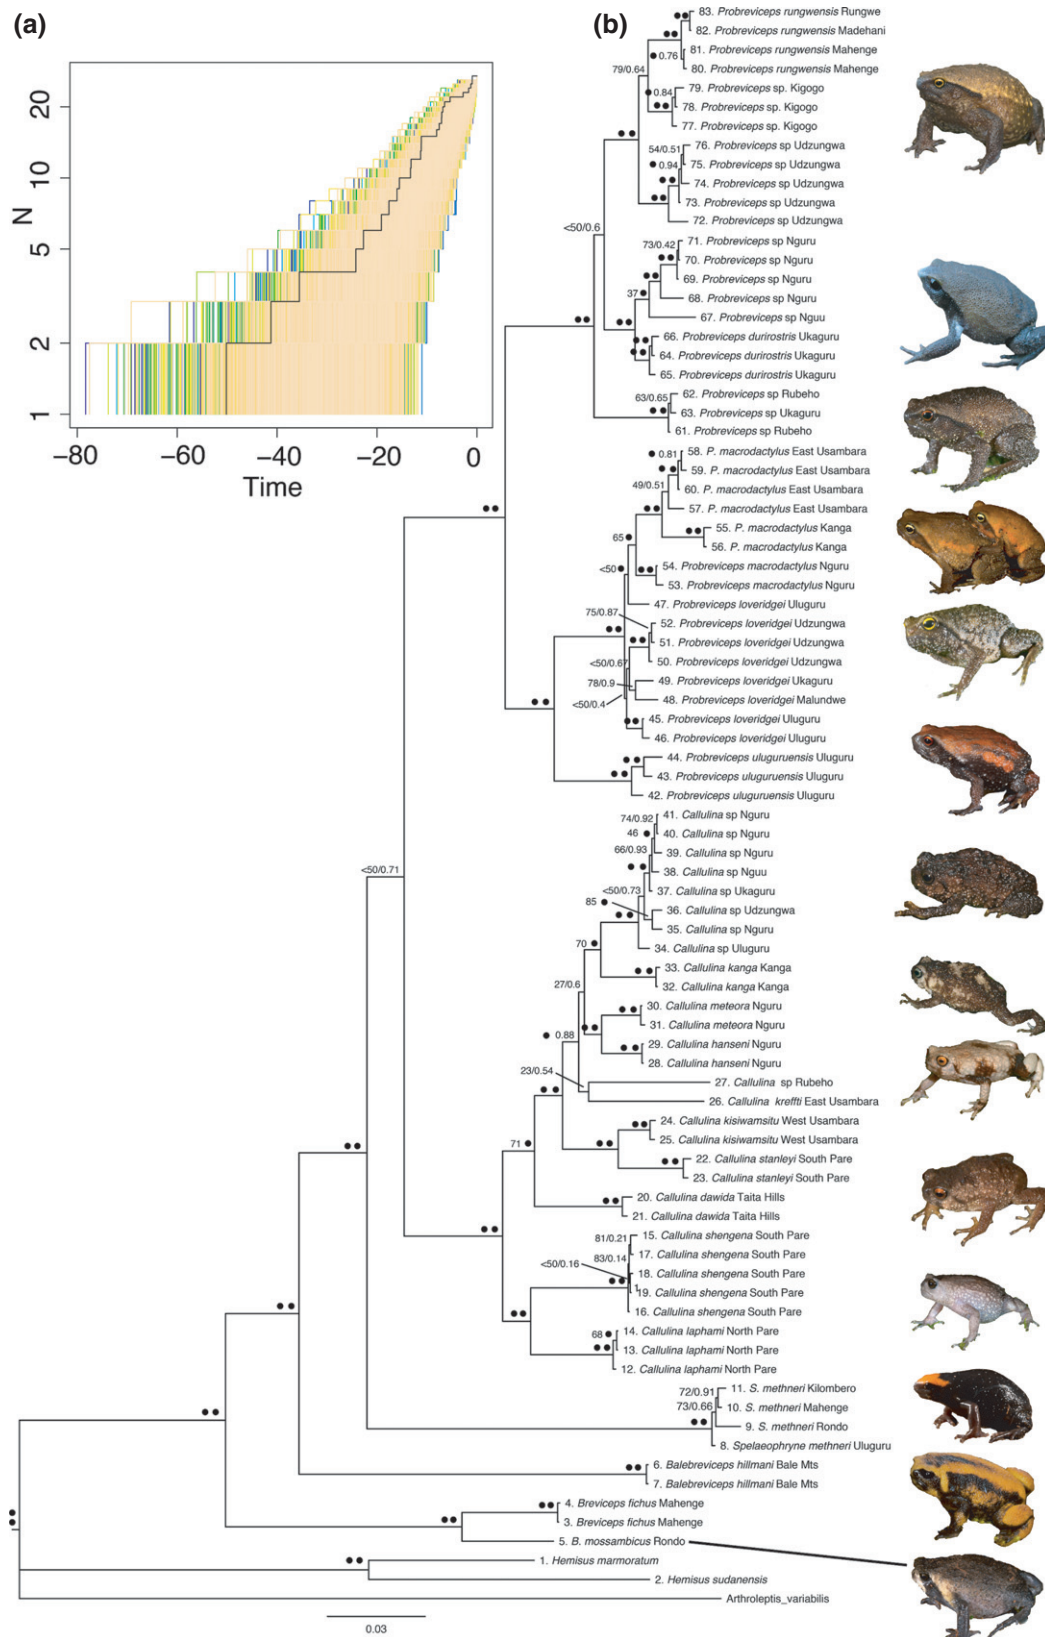 (a)
(b)
N
20
10
5
2
1
−80
−60
−40
−20
0
Time
83. Probreviceps rungwensis Rungwe
82. Probreviceps rungwensis Madehani
81. Probreviceps rungwensis Mahenge
0.76
80. Probreviceps rungwensis Mahenge
79/0.64
79. Probreviceps sp. Kigogo
0.84
78. Probreviceps sp. Kigogo
77. Probreviceps sp. Kigogo
76. Probreviceps sp Udzungwa
54/0.51
75. Probreviceps sp Udzungwa
0.94
74. Probreviceps sp Udzungwa
73. Probreviceps sp Udzungwa
72. Probreviceps sp Udzungwa
<50/0.6
71. Probreviceps sp Nguru
73/0.42
70. Probreviceps sp Nguru
69. Probreviceps sp Nguru
37
68. Probreviceps sp Nguru
67. Probreviceps sp Nguu
66. Probreviceps durirostris Ukaguru
64. Probreviceps durirostris Ukaguru
65. Probreviceps durirostris Ukaguru
62. Probreviceps sp Rubeho
63/0.65
63. Probreviceps sp Ukaguru
61. Probreviceps sp Rubeho
58. P. macrodactylus East Usambara
0.81
59. P. macrodactylus East Usambara
49/0.51
60. P. macrodactylus East Usambara
57. P. macrodactylus East Usambara
55. P. macrodactylus Kanga
65
56. P. macrodactylus Kanga
<50
54. Probreviceps macrodactylus Nguru
53. Probreviceps macrodactylus Nguru
47. Probreviceps loveridgei Uluguru
75/0.87
52. Probreviceps loveridgei Udzungwa
51. Probreviceps loveridgei Udzungwa
<50/0.67
50. Probreviceps loveridgei Udzungwa
78/0.9
49. Probreviceps loveridgei Ukaguru
<50/0.4
48. Probreviceps loveridgei Malundwe
45. Probreviceps loveridgei Uluguru
46. Probreviceps loveridgei Uluguru
44. Probreviceps uluguruensis Uluguru
43. Probreviceps uluguruensis Uluguru
42. Probreviceps uluguruensis Uluguru
74/0.92
41. Callulina sp Nguru
46
40. Callulina sp Nguru
66/0.93
39. Callulina sp Nguru
<50/0.71
38. Callulina sp Nguu
<50/0.73
37. Callulina sp Ukaguru
85
36. Callulina sp Udzungwa
35. Callulina sp Nguru
70
34. Callulina sp Uluguru
33. Callulina kanga Kanga
27/0.6
32. Callulina kanga Kanga
30. Callulina meteora Nguru
0.88
31. Callulina meteora Nguru
29. Callulina hanseni Nguru
28. Callulina hanseni Nguru
23/0.54
27. Callulina sp Rubeho
26. Callulina kreffti East Usambara
24. Callulina kisiwamsitu West Usambara
71
25. Callulina kisiwamsitu West Usambara
22. Callulina stanleyi South Pare
23. Callulina stanleyi South Pare
20. Callulina dawida Taita Hills
21. Callulina dawida Taita Hills
81/0.21
15. Callulina shengena South Pare
83/0.14
17. Callulina shengena South Pare
<50/0.16
18. Callulina shengena South Pare
19. Callulina shengena South Pare
16. Callulina shengena South Pare
68
14. Callulina laphami North Pare
13. Callulina laphami North Pare
12. Callulina laphami North Pare
72/0.91
11. S. methneri Kilombero
73/0.66
10. S. methneri Mahenge
9. S. methneri Rondo
8. Spelaeophryne methneri Uluguru
6. Balebreviceps hillmani Bale Mts
7. Balebreviceps hillmani Bale Mts
4. Breviceps fichus Mahenge
3. Breviceps fichus Mahenge
5. B. mossambicus Rondo
1. Hemisus marmoratum
2. Hemisus sudanensis
Arthroleptis_variabilis
0.03